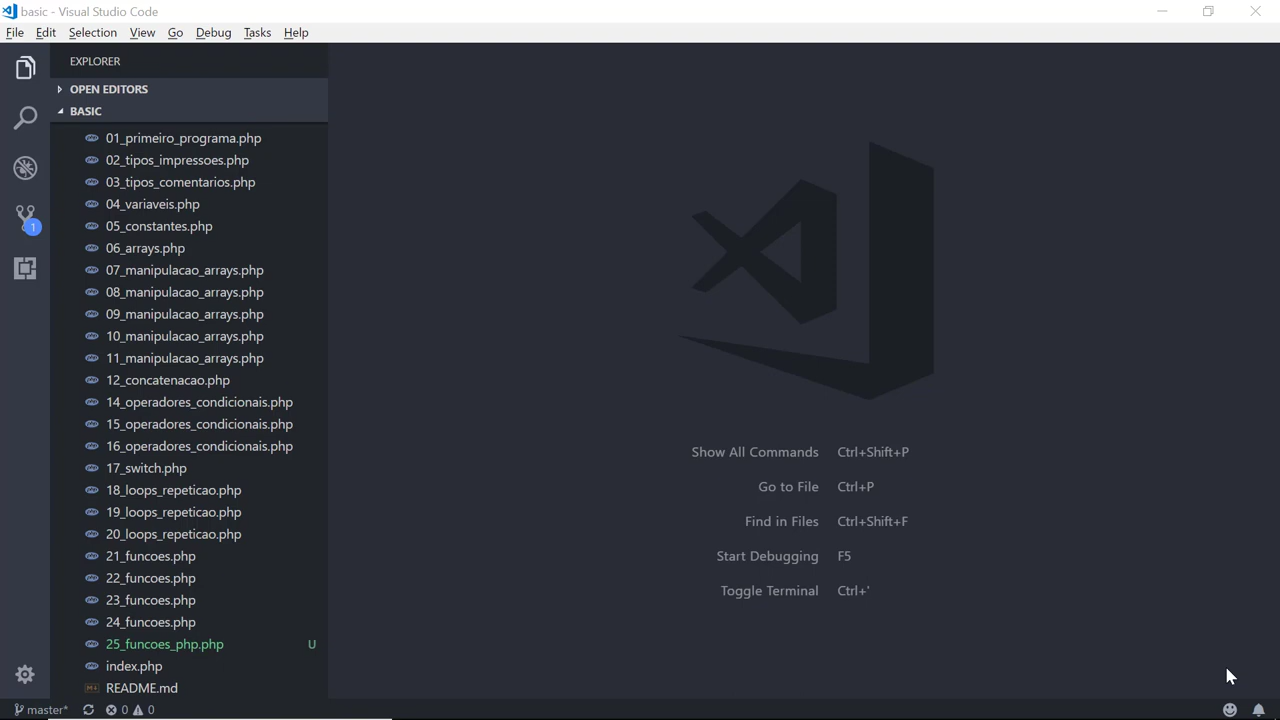 basic - Visual Studio Code
File Edit Selection View Go Debug Tasks Help
EXPLORER
OPEN EDITORS
BASIC
01_primeiro_programa.php
02_tipos_impressoes.php
03_tipos_comentarios.php
04_variaveis.php
05_constantes.php
06_arrays.php
07_manipulacao_arrays.php
08_manipulacao_arrays.php
09_manipulacao_arrays.php
10_manipulacao_arrays.php
11_manipulacao_arrays.php
12_concatenacao.php
14_operadores_condicionais.php
15_operadores_condicionais.php
16_operadores_condicionais.php
17_switch.php
18_loops_repeticao.php
19_loops_repeticao.php
20_loops_repeticao.php
21_funcoes.php
22_funcoes.php
23_funcoes.php
24_funcoes.php
25_funcoes_php.php U
index.php
README.md
1
Show All Commands Ctrl+Shift+P
Go to File Ctrl+P
Find in Files Ctrl+Shift+F
Start Debugging F5
Toggle Terminal Ctrl+'
master* 0 0